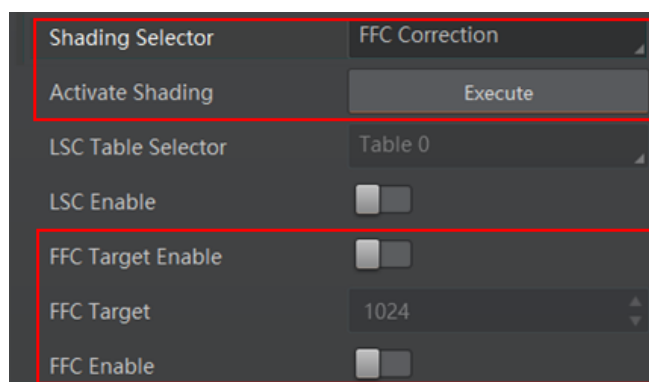 Shading Selector FFC Correction
Activate Shading Execute
LSC Table Selector Table 0
LSC Enable
FFC Target Enable
FFC Target 1024
FFC Enable